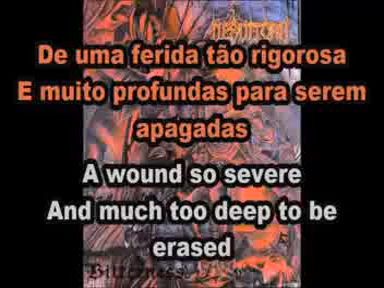 De uma ferida tão rigorosa
E muito profundas para serem
apagadas
A wound so severe
And much too deep to be
erased
Bitterness